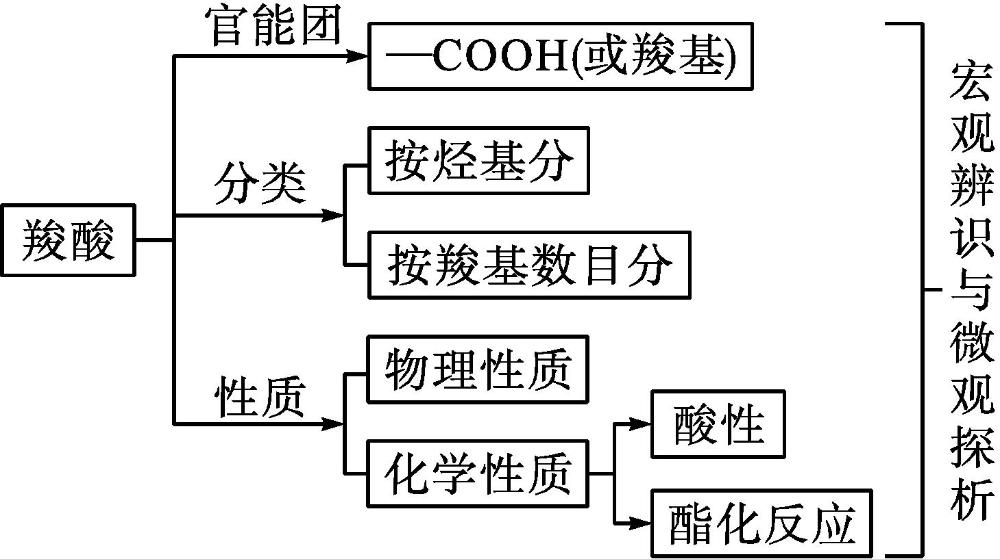 官能团
—COOH(或羧基)
按烃基分
分类
羧酸
按羧基数目分
物理性质
性质
酸性
化学性质
酯化反应
宏观辨识与微观探析